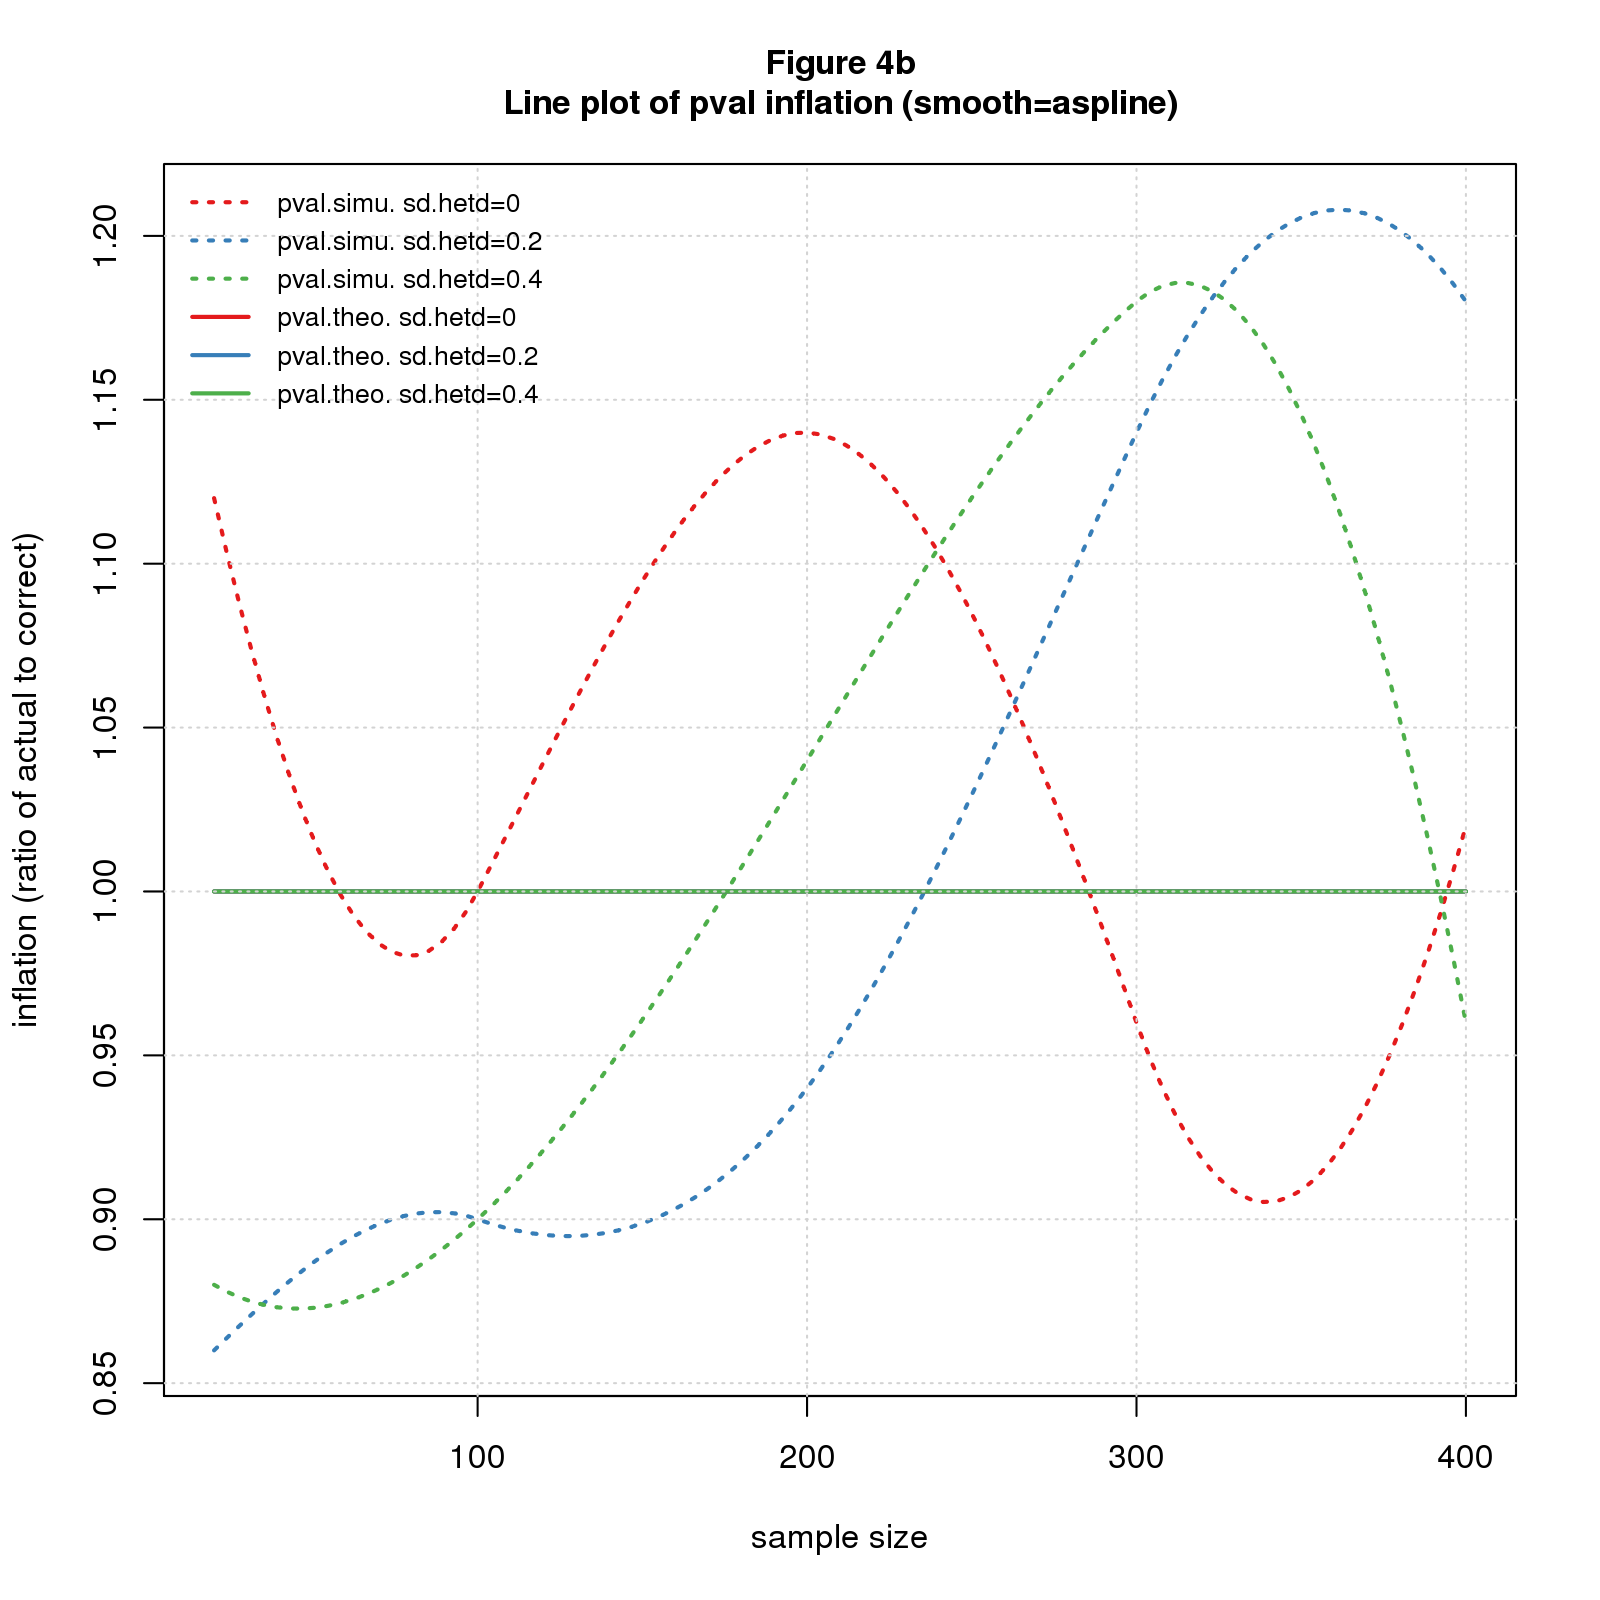 Figure 4b
Line plot of pval inflation (smooth=aspline)
pval.simu. sd.hetd=0
pval.simu. sd.hetd=0.2
pval.simu. sd.hetd=0.4
pval.theo. sd.hetd=0
pval.theo. sd.hetd=0.2
pval.theo. sd.hetd=0.4
inflation (ratio of actual to correct)
1.20
1.15
1.10
1.05
1.00
0.95
0.90
0.85
100 200 300 400
sample size